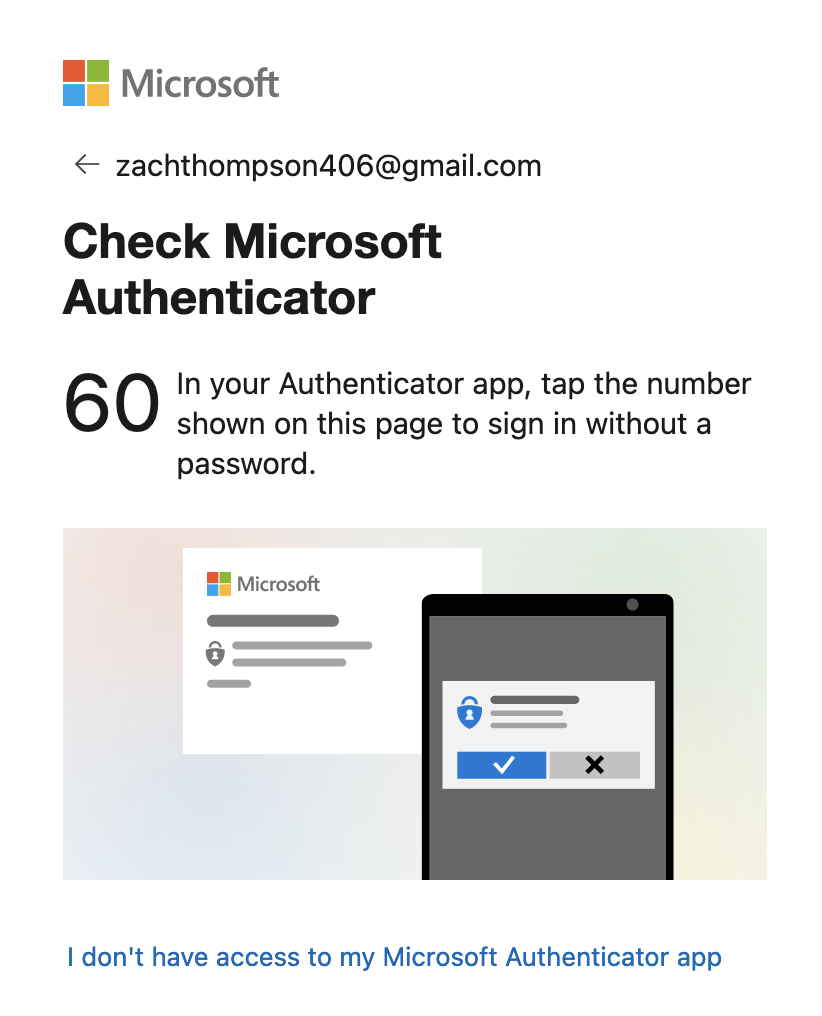 Microsoft
← zachthompson406@gmail.com
Check Microsoft
Authenticator
60
In your Authenticator app, tap the number
shown on this page to sign in without a
password.
Microsoft
I don't have access to my Microsoft Authenticator app